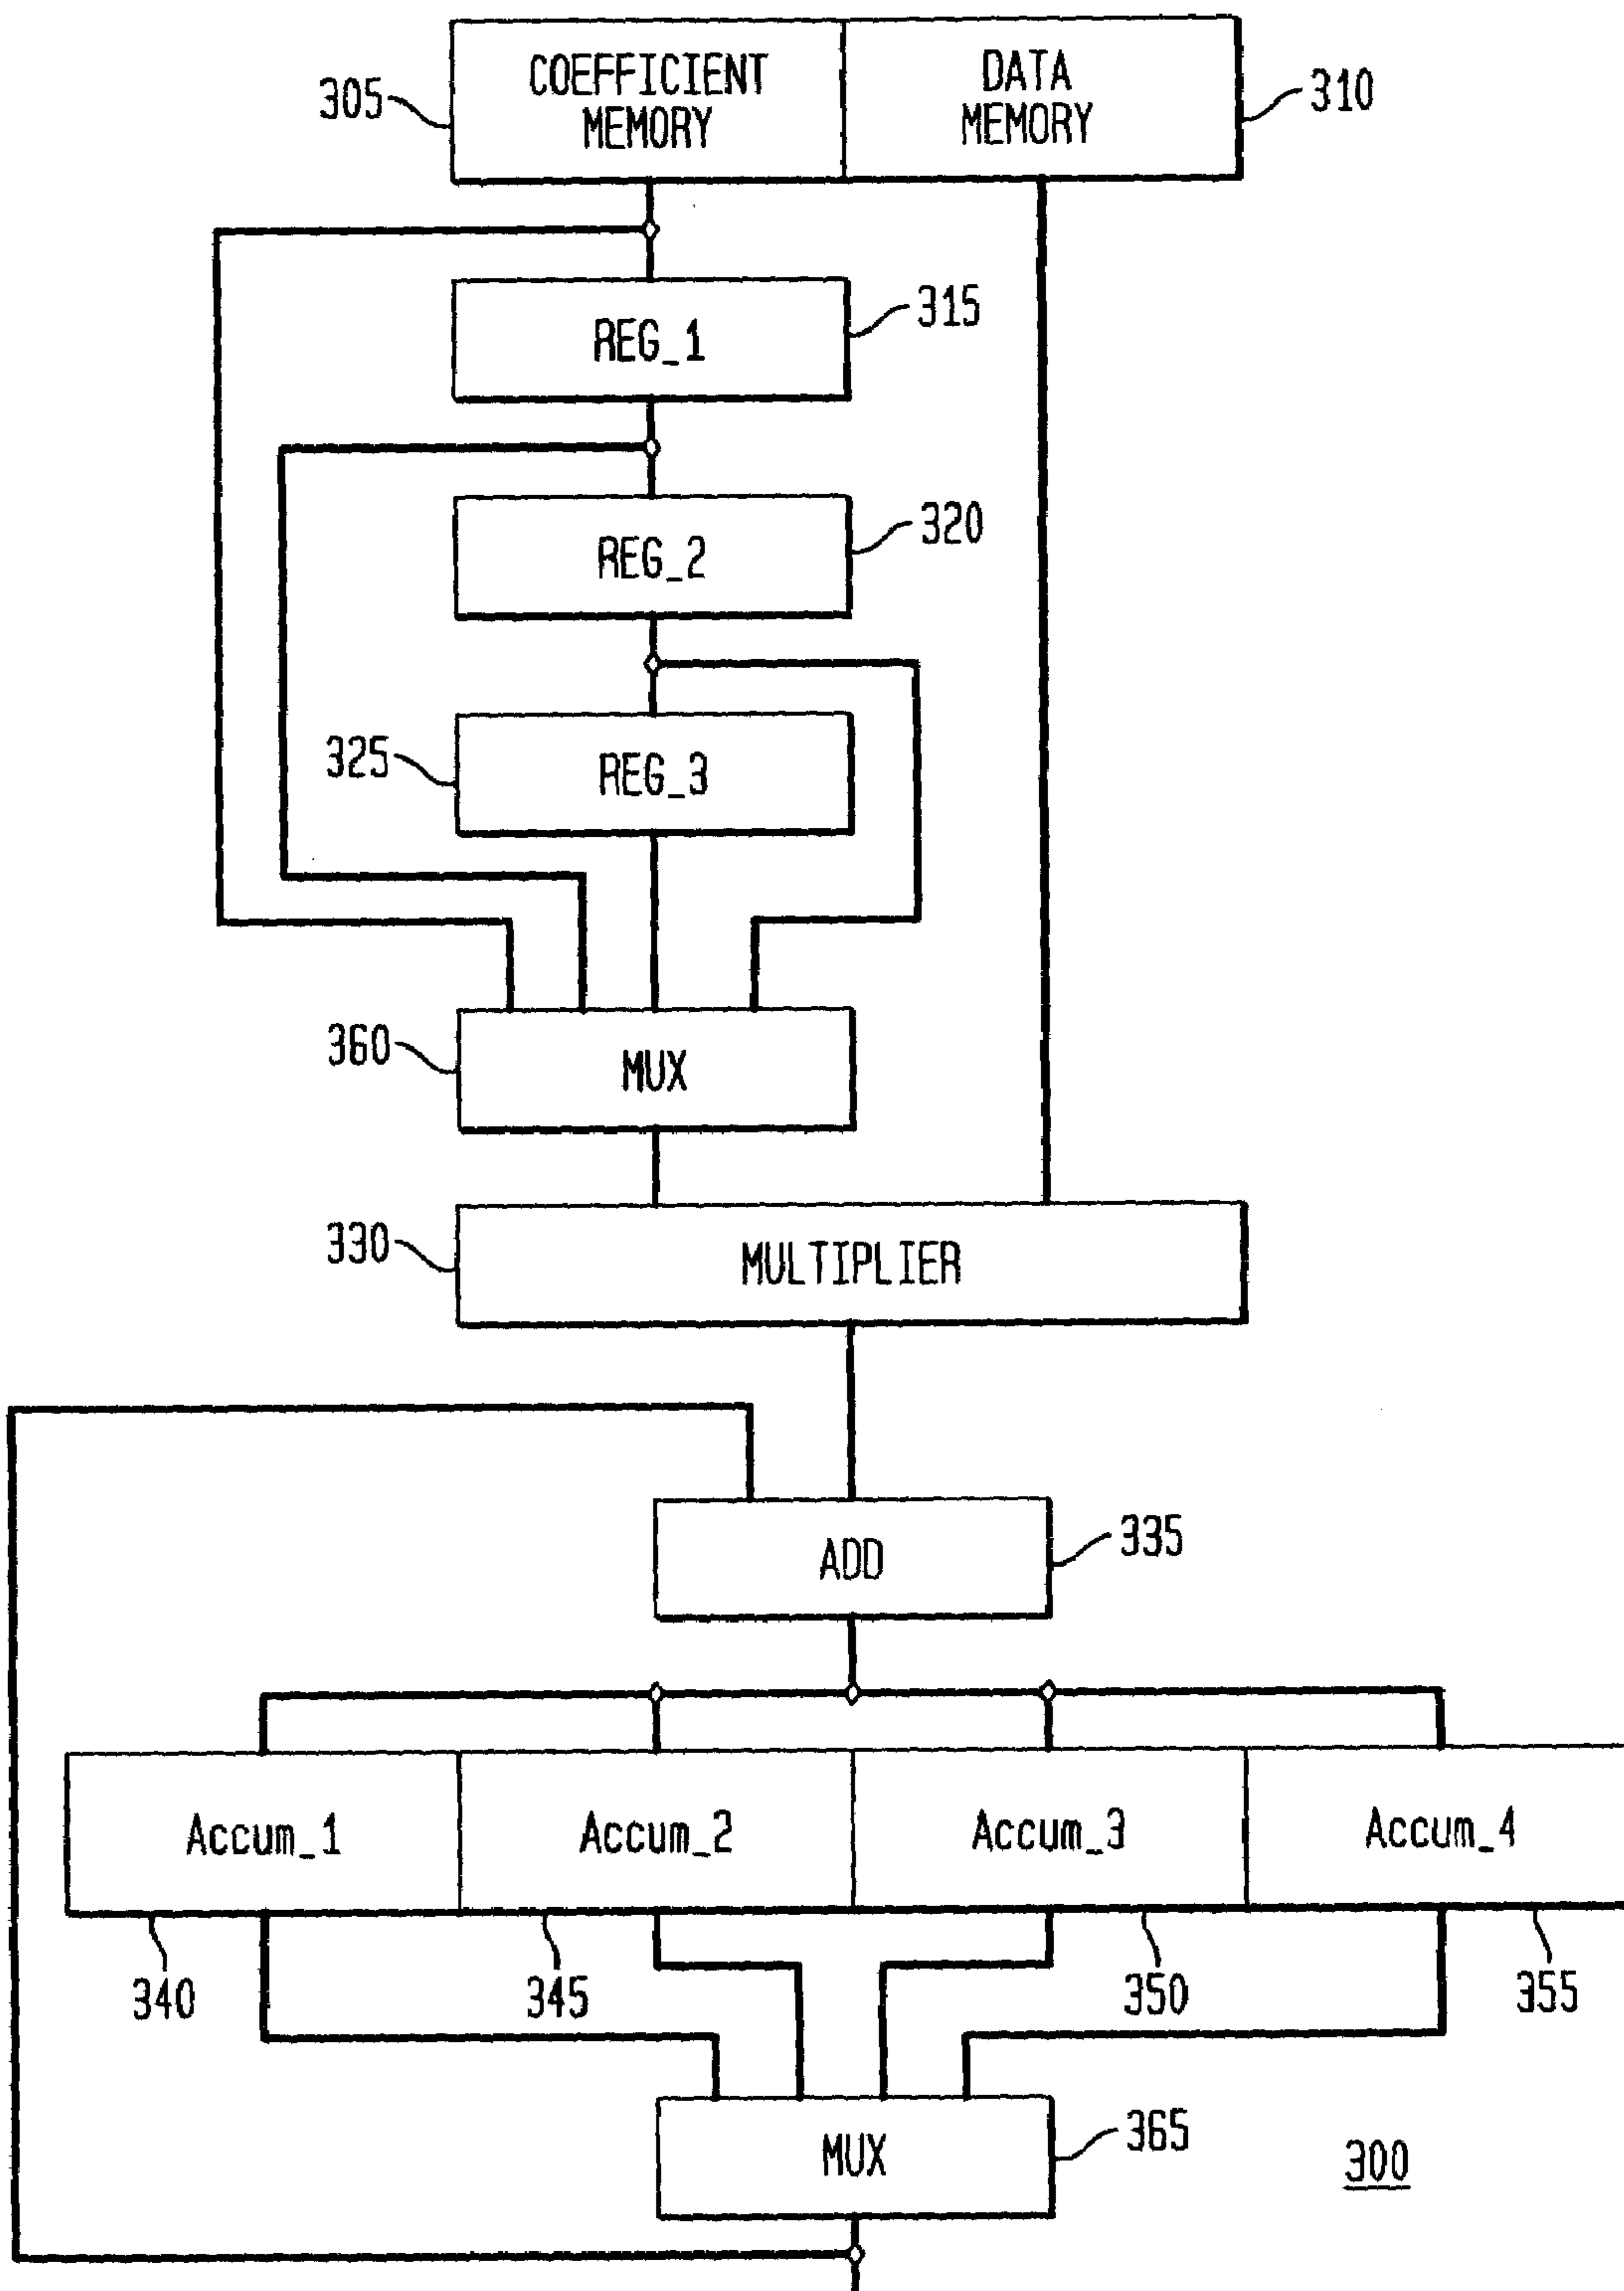 COEFFICIENT
MEMORY
DATA
MEMORY
305
310
REG_1
315
REG_2
320
REG_3
325
MUX
360
MULTIPLIER
330
ADD
335
Accum_1
Accum_2
Accum_3
Accum_4
340
345
350
355
MUX
365
300